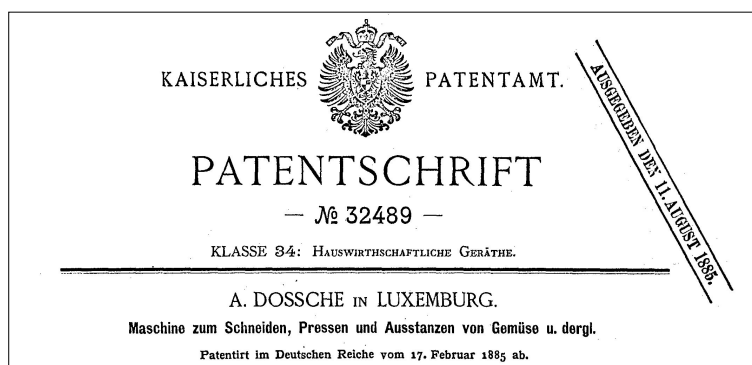 KAISERLICHES PATENTAMT.
AUSGEGEBEN DEN 11. AUGUST 1885.
PATENTSCHRIFT
— № 32489 —
KLASSE 34: HAUSWIRTHSCHAFTLICHE GERÄTHE.
A. DOSSCHE IN LUXEMBURG.
Maschine zum Schneiden, Pressen und Ausstanzen von Gemüse u. dergl.
Patentirt im Deutschen Reiche vom 17. Februar 1885 ab.